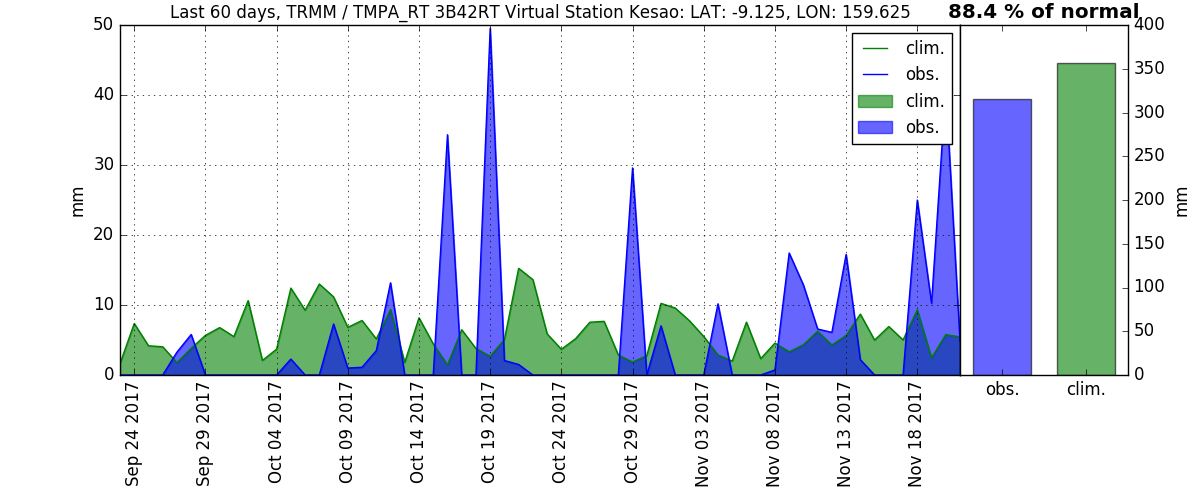 Last 60 days, TRMM / TMPA_RT 3B42RT Virtual Station Kesao: LAT: -9.125, LON: 159.625
88.4 % of normal
50
40
30
20
10
0
mm
clim.
obs.
clim.
obs.
400
350
300
250
200
150
100
50
0
mm
obs.
clim.
Sep 24 2017
Sep 29 2017
Oct 04 2017
Oct 09 2017
Oct 14 2017
Oct 19 2017
Oct 24 2017
Oct 29 2017
Nov 03 2017
Nov 08 2017
Nov 13 2017
Nov 18 2017